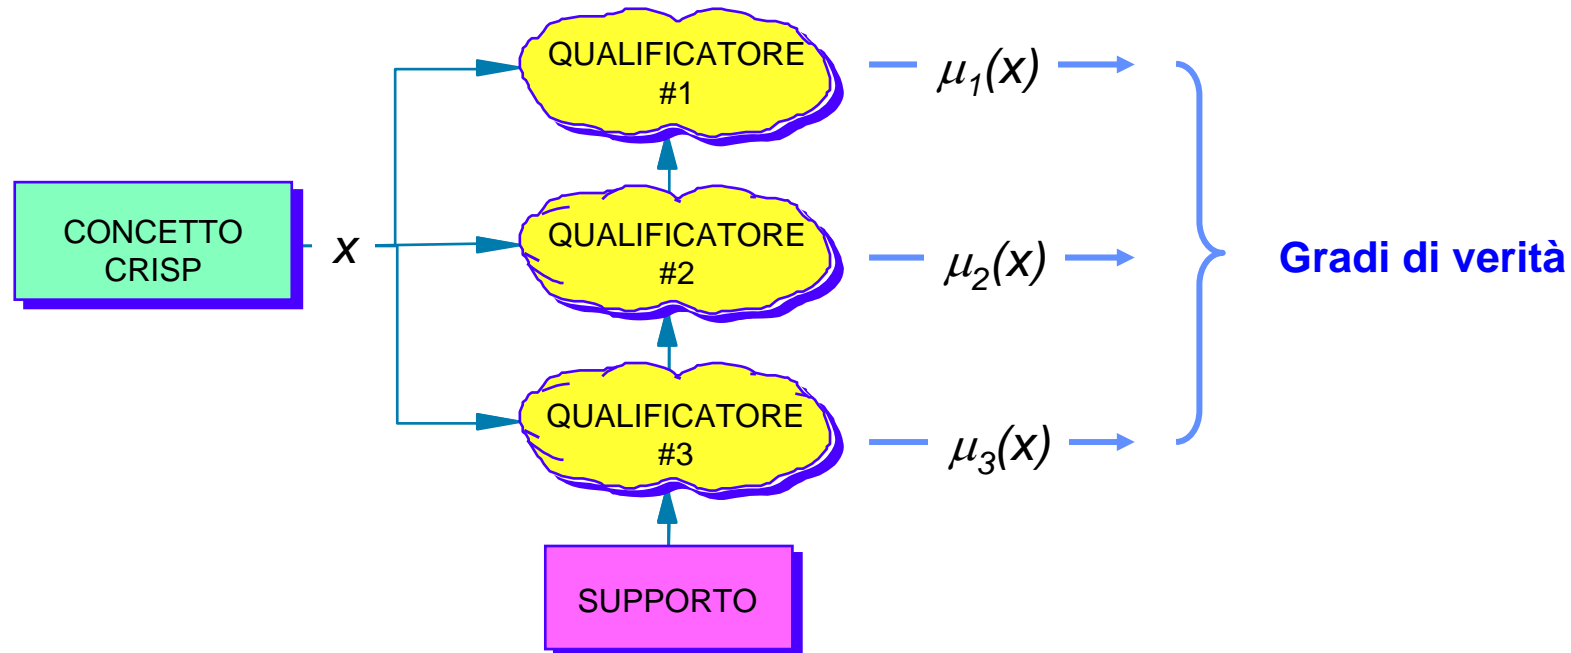 QUALIFICATORE
#1
μ1(x)
CONCETTO
CRISP
x
QUALIFICATORE
#2
μ2(x)
Gradi di verità
QUALIFICATORE
#3
μ3(x)
SUPPORTO